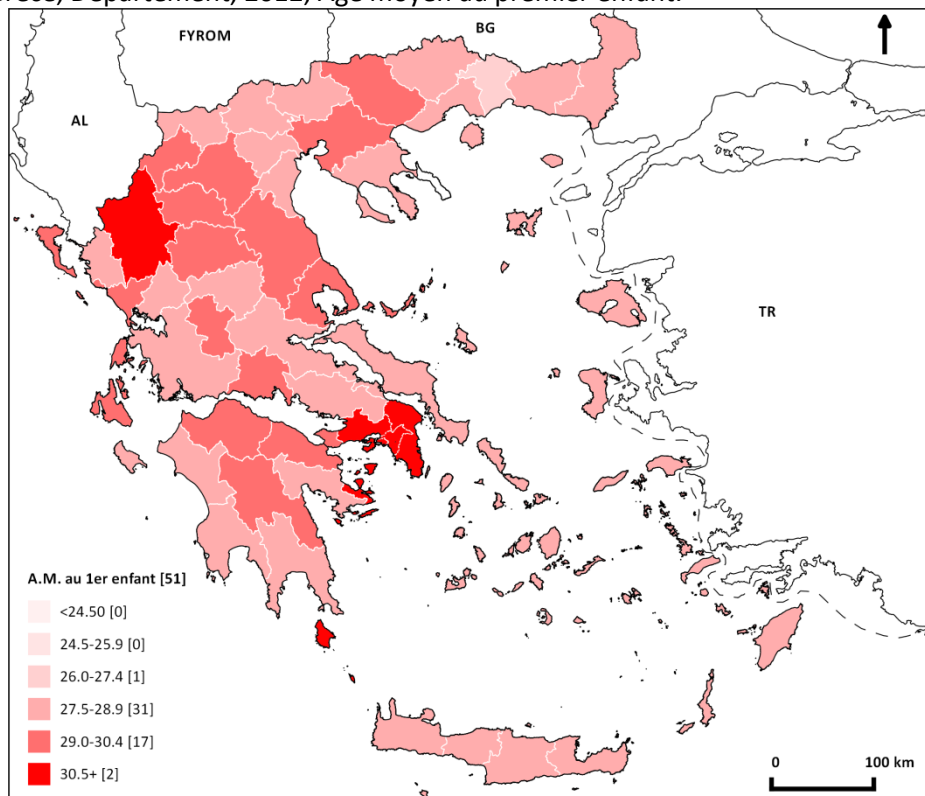 FYROM
BG
AL
TR
A.M. au 1er enfant [51]
<24.50 [0]
24.5-25.9 [0]
26.0-27.4 [1]
27.5-28.9 [31]
29.0-30.4 [17]
30.5+ [2]
0 100 km